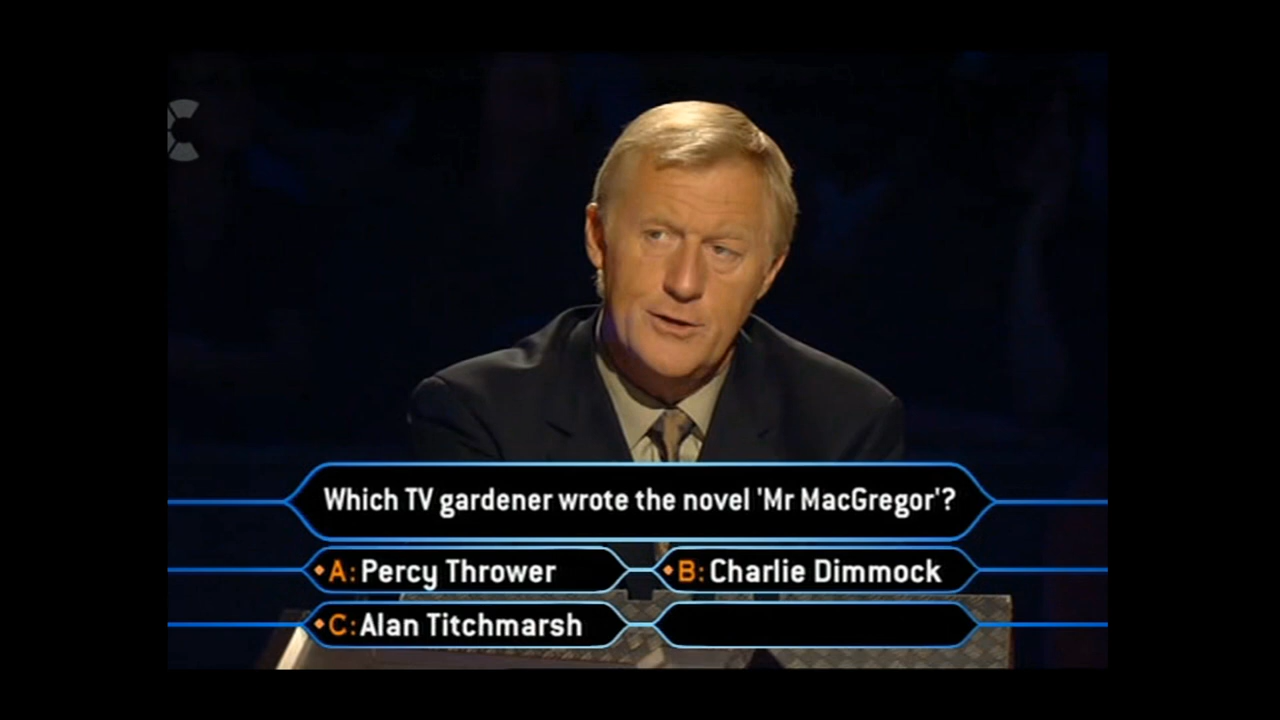 Which TV gardener wrote the novel 'Mr MacGregor'?
A: Percy Thrower
B: Charlie Dimmock
C: Alan Titchmarsh